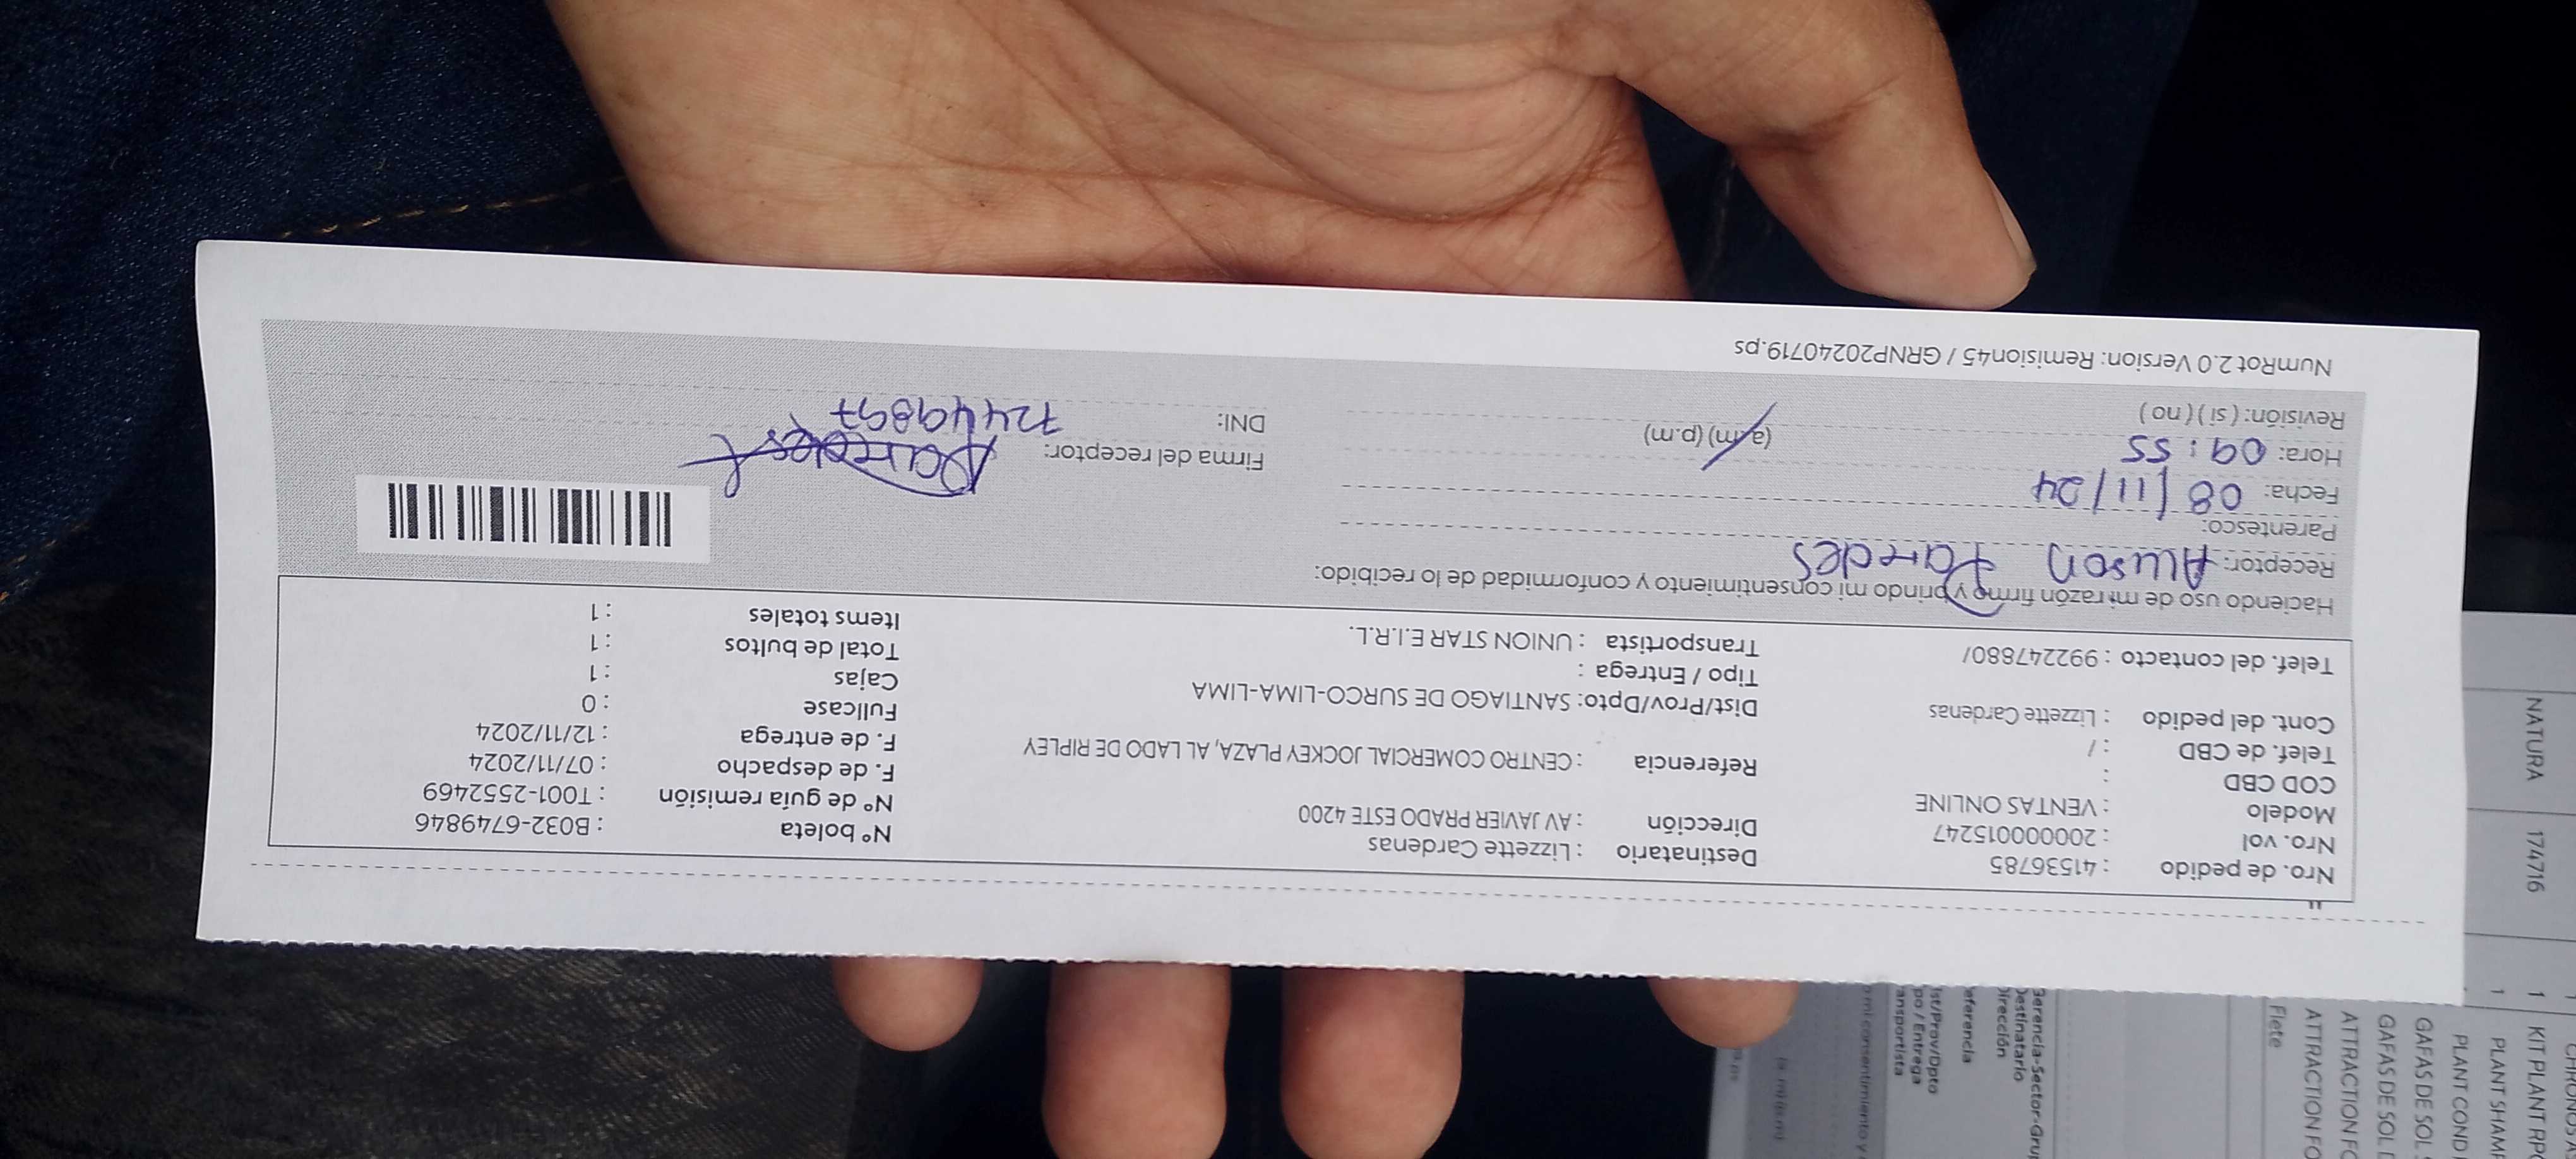 Nro. de pedido : 41536785
Nro. vol : 200000015247
Modelo : VENTAS ONLINE
COD CBD :
Telef. de CBD : /
Cont. del pedido : Lizzette Cardenas
Telef. del contacto : 992247880/
Destinatario : Lizzette Cardenas
Dirección : AV JAVIER PRADO ESTE 4200
Referencia : CENTRO COMERCIAL JOCKEY PLAZA, AL LADO DE RIPLEY
Dist/Prov/Dpto: SANTIAGO DE SURCO-LIMA-LIMA
Tipo / Entrega :
Transportista : UNION STAR E.I.R.L.
Nº boleta : B032-6749846
Nº de guía remisión : T001-2552469
F. de despacho : 07/11/2024
F. de entrega : 12/11/2024
Fullcase : 0
Cajas : 1
Total de bultos : 1
Items totales : 1
Haciendo uso de mi razón firmo y brindo mi consentimiento y conformidad de lo recibido:
Receptor: Allison Paredes
Parentesco:
Fecha: 08/11/24
Hora: 09:55 (a.m) (p.m)
Revisión: ( si ) ( no )
Firma del receptor: Paredes
DNI: 72449897
NumRot 2.0 Version: Remision45 / GRNP20240719.ps
NATURA
174716
1
1
KIT PLANT
PLANT
PLANT COND
GAFAS DE SOL
GAFAS DE SOL
ATTRACTION
ATTRACTION
Flete